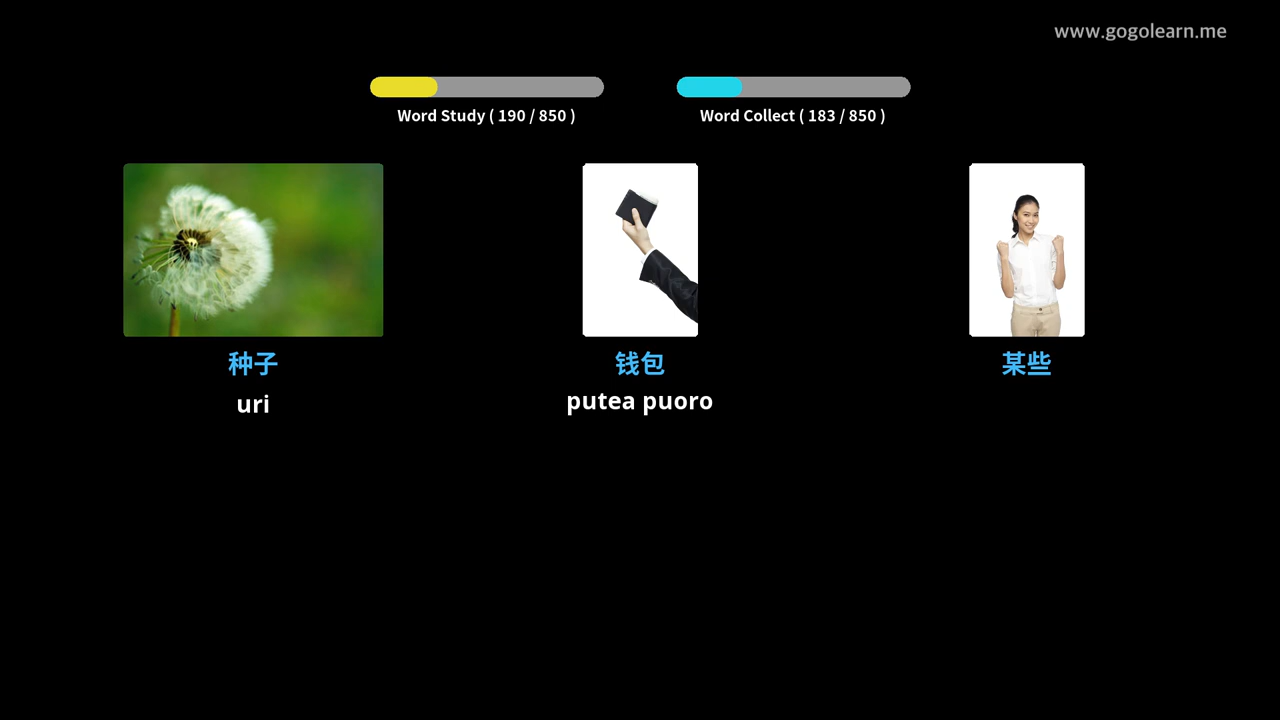 www.gogolearn.me
Word Study ( 190 / 850 )
Word Collect ( 183 / 850 )
种子
uri
钱包
putea puoro
某些